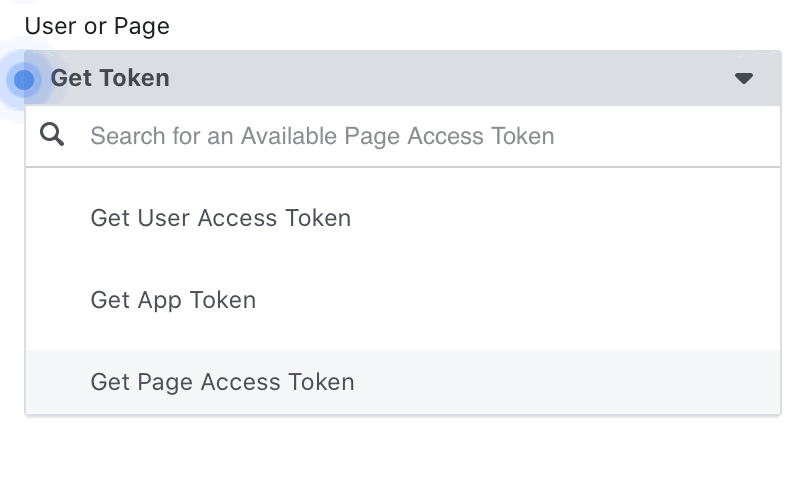 User or Page
Get Token
Search for an Available Page Access Token
Get User Access Token
Get App Token
Get Page Access Token